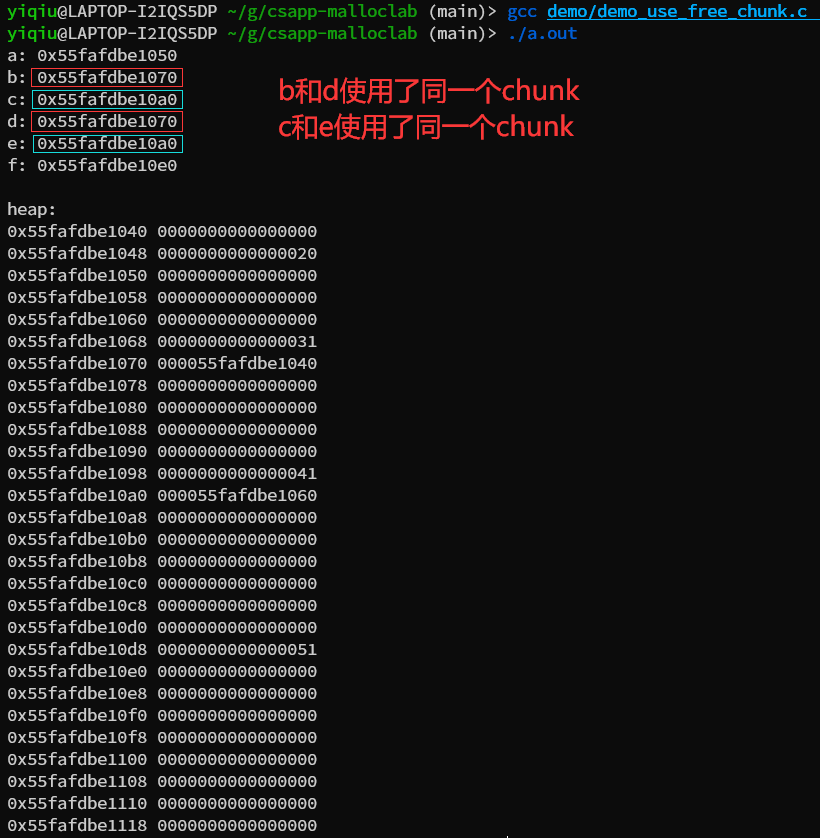 yiqiu@LAPTOP-I2IQS5DP ~/g/csapp-malloclab (main)> gcc demo/demo_use_free_chunk.c
yiqiu@LAPTOP-I2IQS5DP ~/g/csapp-malloclab (main)> ./a.out
a: 0x55fafdbe1050
b: 0x55fafdbe1070
c: 0x55fafdbe10a0
d: 0x55fafdbe1070
e: 0x55fafdbe10a0
f: 0x55fafdbe10e0
b和d使用了同一个chunk
c和e使用了同一个chunk
heap:
0x55fafdbe1040 0000000000000000
0x55fafdbe1048 0000000000000020
0x55fafdbe1050 0000000000000000
0x55fafdbe1058 0000000000000000
0x55fafdbe1060 0000000000000000
0x55fafdbe1068 0000000000000031
0x55fafdbe1070 000055fafdbe1040
0x55fafdbe1078 0000000000000000
0x55fafdbe1080 0000000000000000
0x55fafdbe1088 0000000000000000
0x55fafdbe1090 0000000000000000
0x55fafdbe1098 0000000000000041
0x55fafdbe10a0 000055fafdbe1060
0x55fafdbe10a8 0000000000000000
0x55fafdbe10b0 0000000000000000
0x55fafdbe10b8 0000000000000000
0x55fafdbe10c0 0000000000000000
0x55fafdbe10c8 0000000000000000
0x55fafdbe10d0 0000000000000000
0x55fafdbe10d8 0000000000000051
0x55fafdbe10e0 0000000000000000
0x55fafdbe10e8 0000000000000000
0x55fafdbe10f0 0000000000000000
0x55fafdbe10f8 0000000000000000
0x55fafdbe1100 0000000000000000
0x55fafdbe1108 0000000000000000
0x55fafdbe1110 0000000000000000
0x55fafdbe1118 0000000000000000